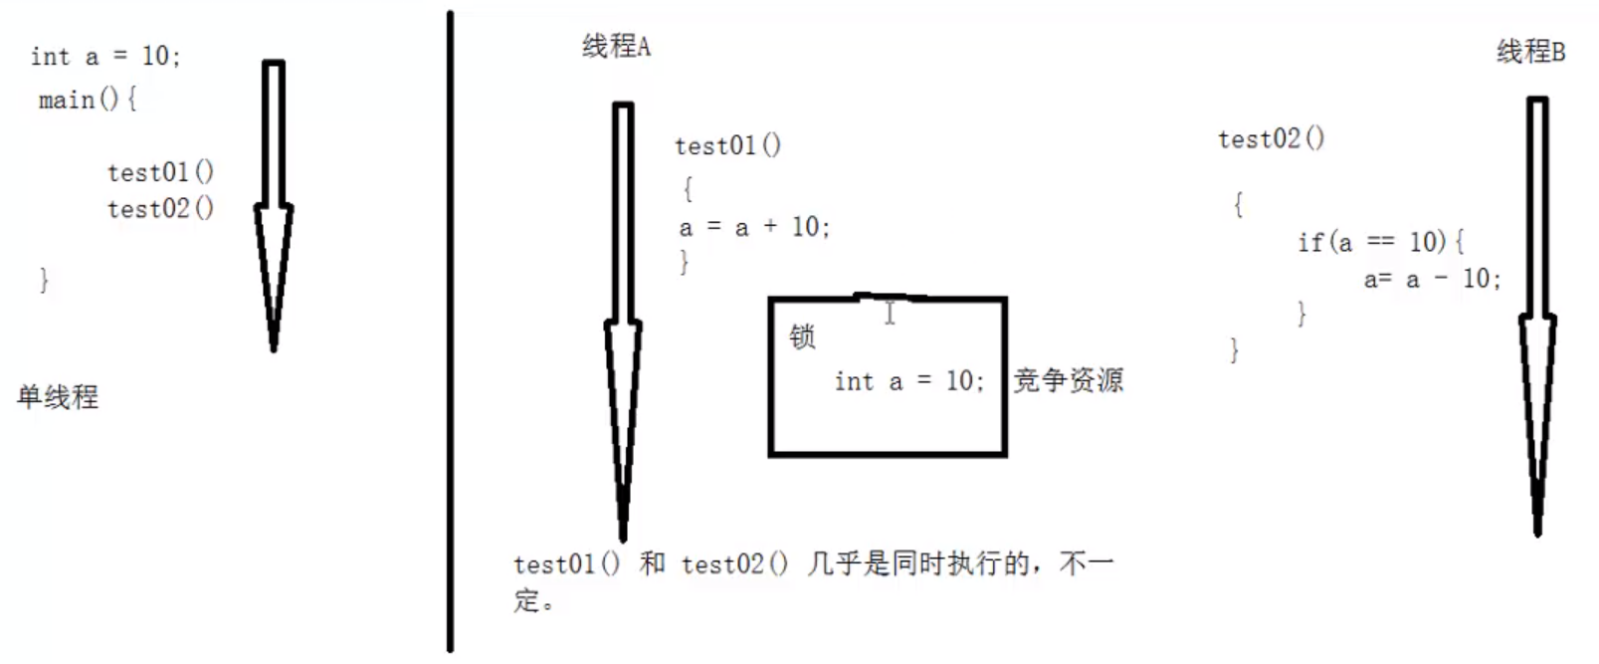 int a = 10;
main(){
test01()
test02()
}
单线程
线程A
test01()
{
a = a + 10;
}
锁
int a = 10;
竞争资源
线程B
test02()
{
if(a == 10){
a= a - 10;
}
}
test01() 和 test02() 几乎是同时执行的，不一
定。